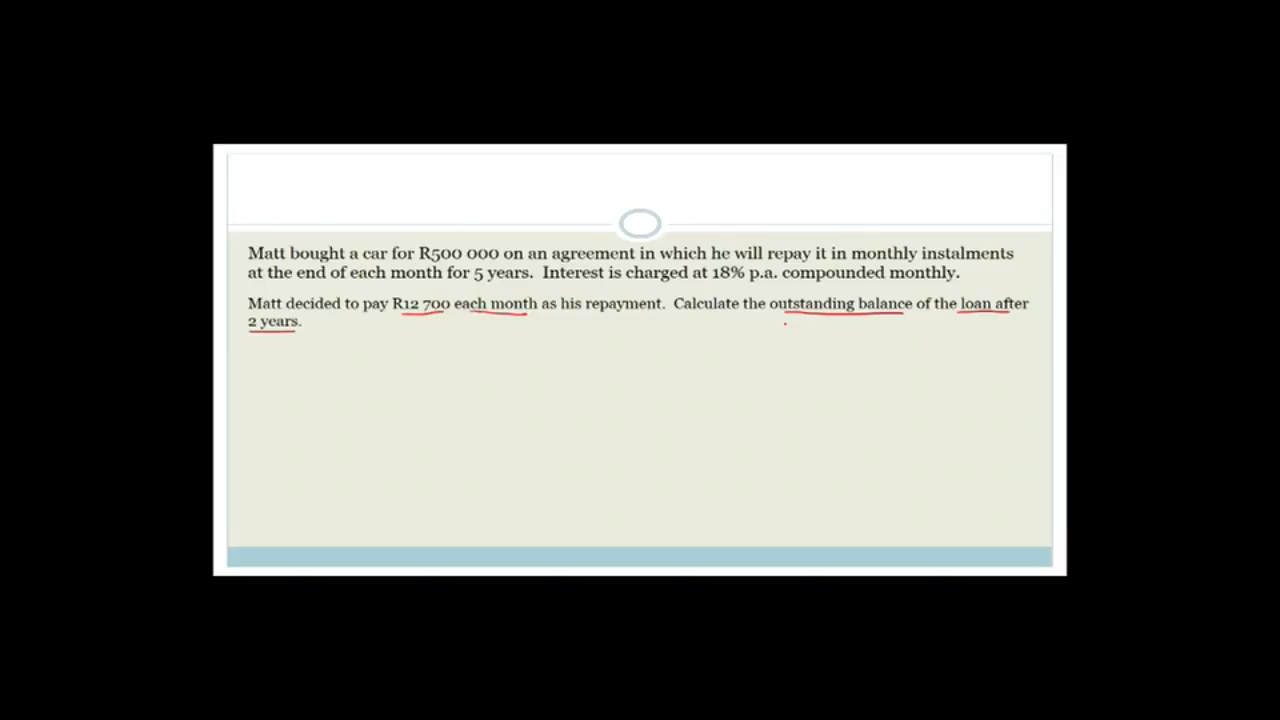 Matt bought a car for R500 000 on an agreement in which he will repay it in monthly instalments
at the end of each month for 5 years.  Interest is charged at 18% p.a. compounded monthly.
Matt decided to pay R12 700 each month as his repayment.  Calculate the outstanding balance of the loan after
2 years.